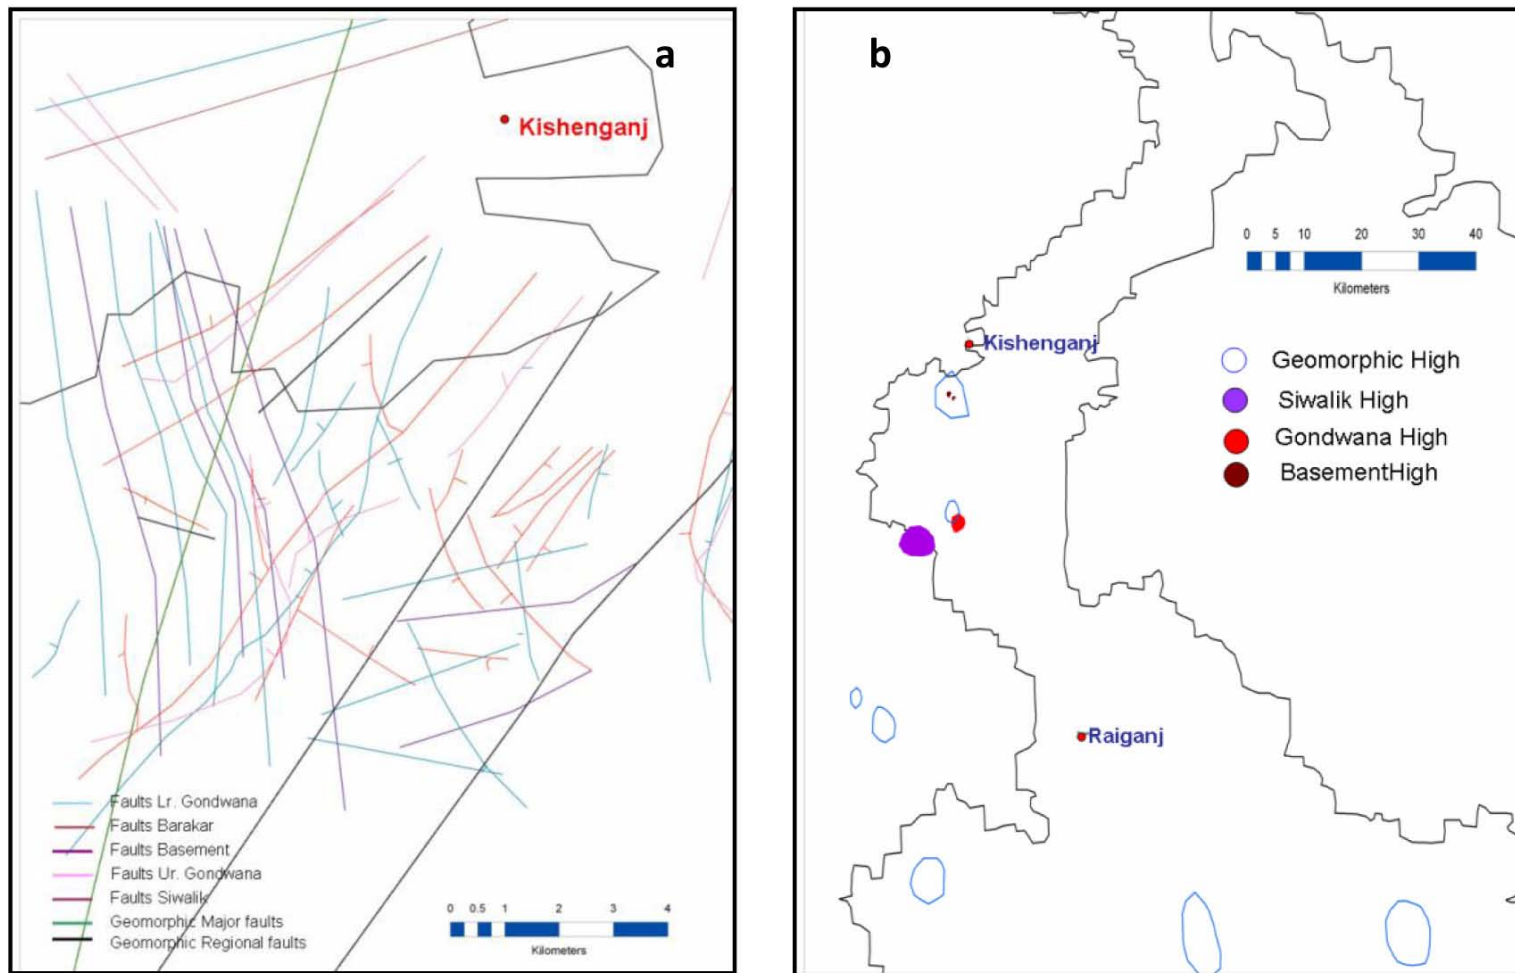 a
Kishenganj
Faults Lr. Gondwana
Faults Barakar
Faults Basement
Faults Ur. Gondwana
Faults Siwalik
Geomorphic Major faults
Geomorphic Regional faults
0 0.5 1 2 3 4
Kilometers
b
0 5 10 20 30 40
Kilometers
Kishenganj
Geomorphic High
Siwalik High
Gondwana High
BasementHigh
Raiganj